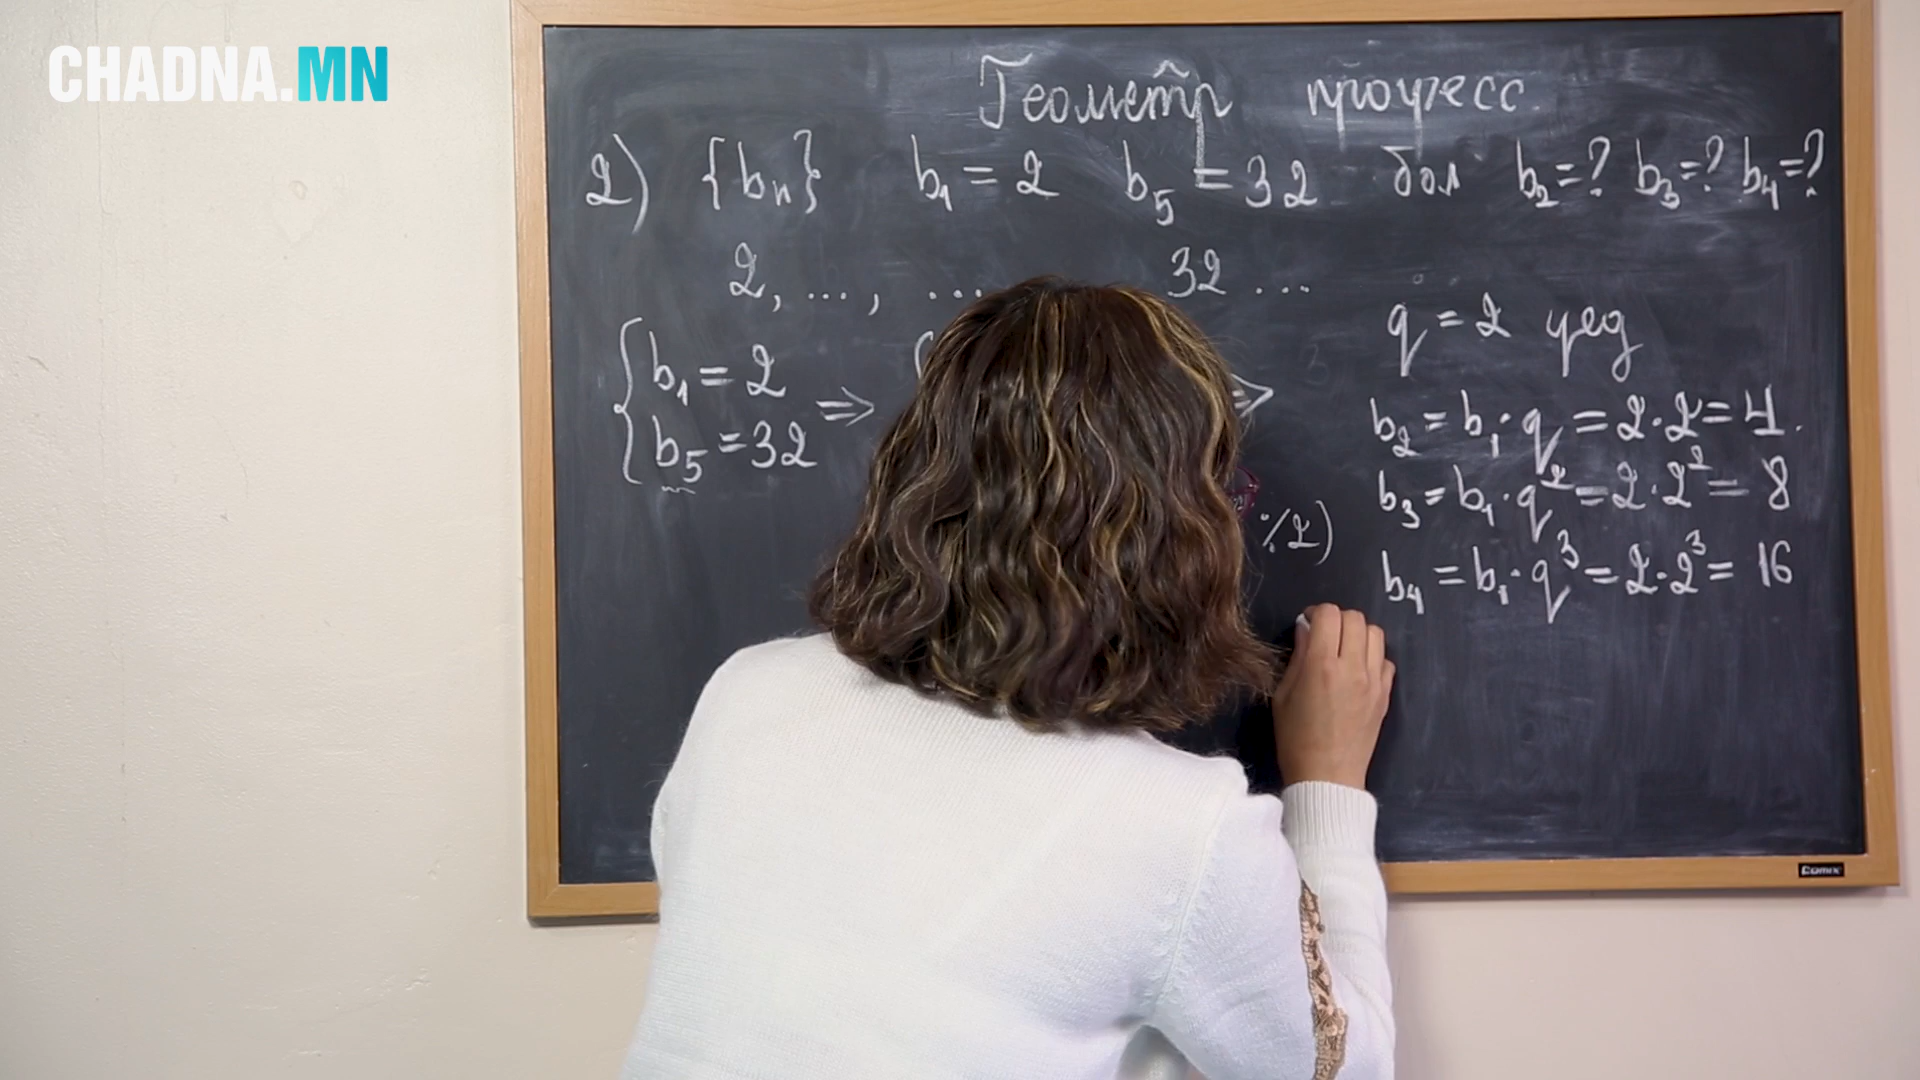 CHADNA.MN
Геометр прогресс.
2) {bₙ} b₁ = 2 b₅ = 32 бол b₂=? b₃=? b₄=?
2, ..., ... 32 ...
{ b₁ = 2
b₅ = 32 =>
=>
:/2)
q = 2 үед
b₂ = b₁·q = 2·2 = 4.
b₃ = b₁·q² = 2·2² = 8
b₄ = b₁·q³ = 2·2³ = 16
Comix